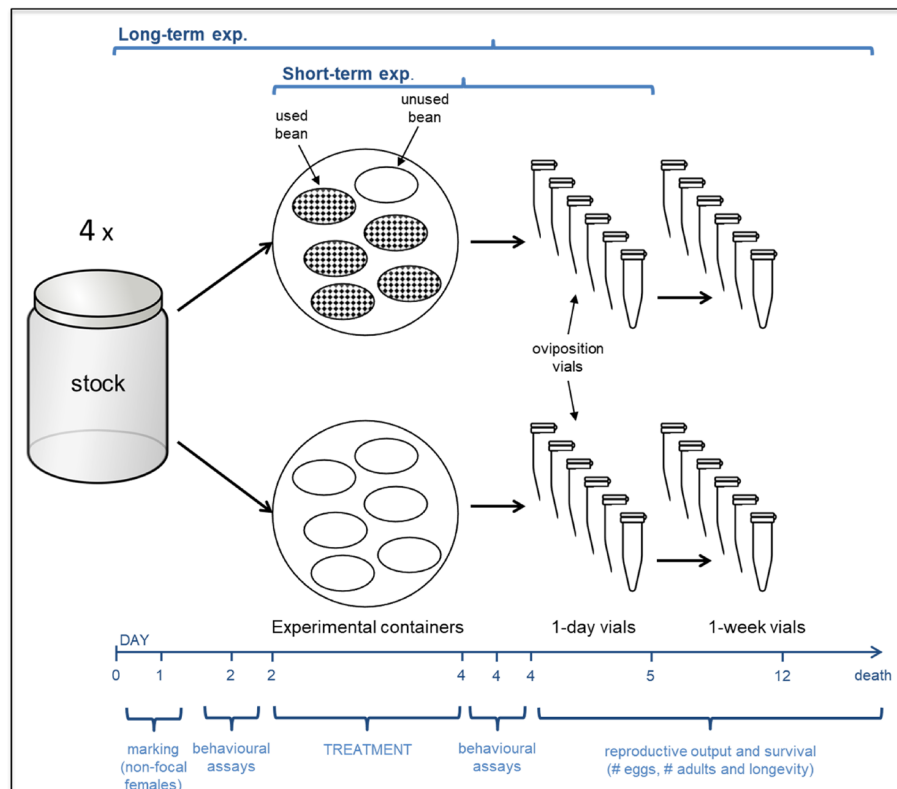 Long-term exp.
Short-term exp.
used
bean
unused
bean
4 x
stock
oviposition
vials
Experimental containers
1-day vials
1-week vials
DAY
0
1
2
2
4
4
4
5
12
death
marking
(non-focal
females)
behavioural
assays
TREATMENT
behavioural
assays
reproductive output and survival
(# eggs, # adults and longevity)